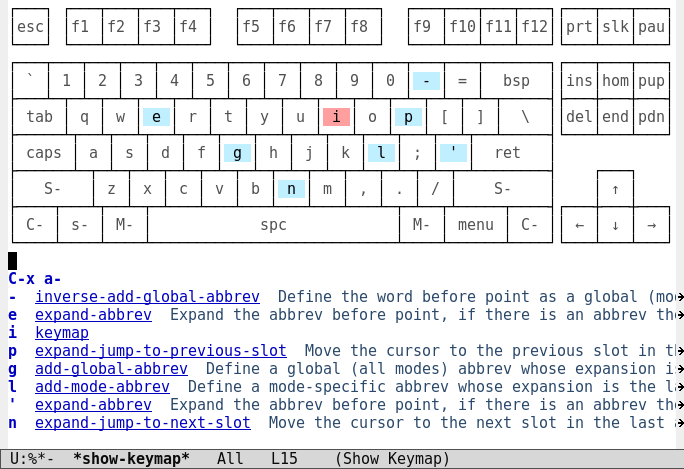 esc f1 f2 f3 f4 f5 f6 f7 f8 f9 f10 f11 f12 prt slk pau
` 1 2 3 4 5 6 7 8 9 0 - = bsp ins hom pup
tab q w e r t y u i o p [ ] \ del end pdn
caps a s d f g h j k l ; ' ret
S- z x c v b n m , . / S- ↑
C- s- M- spc M- menu C- ← ↓ →
C-x a-
- inverse-add-global-abbrev Define the word before point as a global (mo
e expand-abbrev Expand the abbrev before point, if there is an abbrev the
i keymap
p expand-jump-to-previous-slot Move the cursor to the previous slot in t
g add-global-abbrev Define a global (all modes) abbrev whose expansion i
l add-mode-abbrev Define a mode-specific abbrev whose expansion is the l
' expand-abbrev Expand the abbrev before point, if there is an abbrev the
n expand-jump-to-next-slot Move the cursor to the next slot in the last
U:%*- *show-keymap* All L15 (Show Keymap)